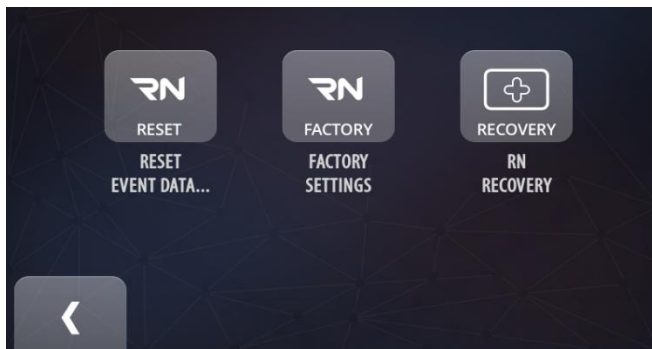 RN RN
RESET FACTORY RECOVERY
RESET FACTORY RN
EVENT DATA... SETTINGS RECOVERY